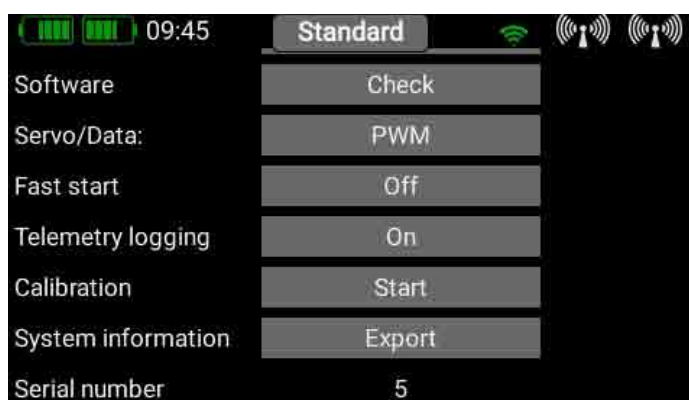 09:45 Standard
Software Check
Servo/Data: PWM
Fast start Off
Telemetry logging On
Calibration Start
System information Export
Serial number 5